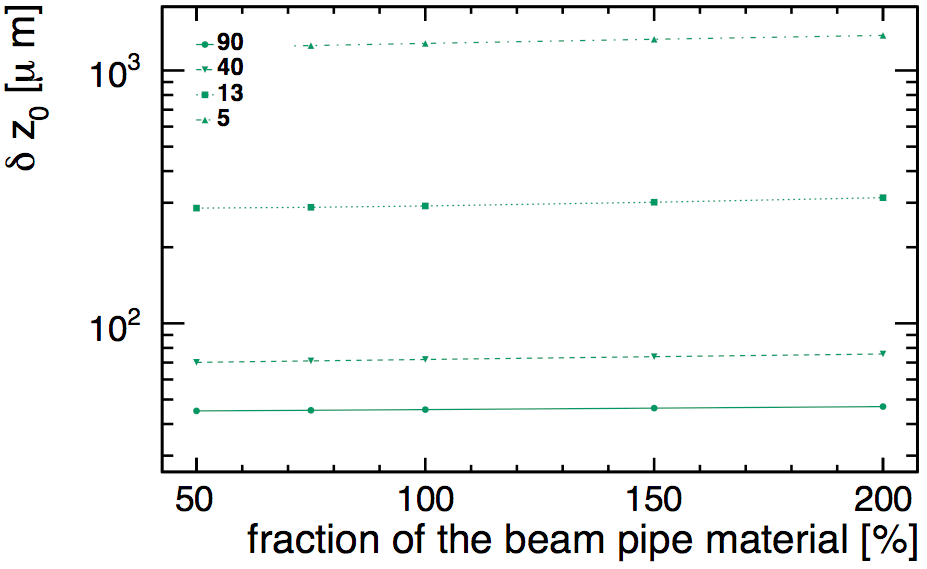 δ z₀ [μ m]
10³
10²
90
40
13
5
50 100 150 200
fraction of the beam pipe material [%]